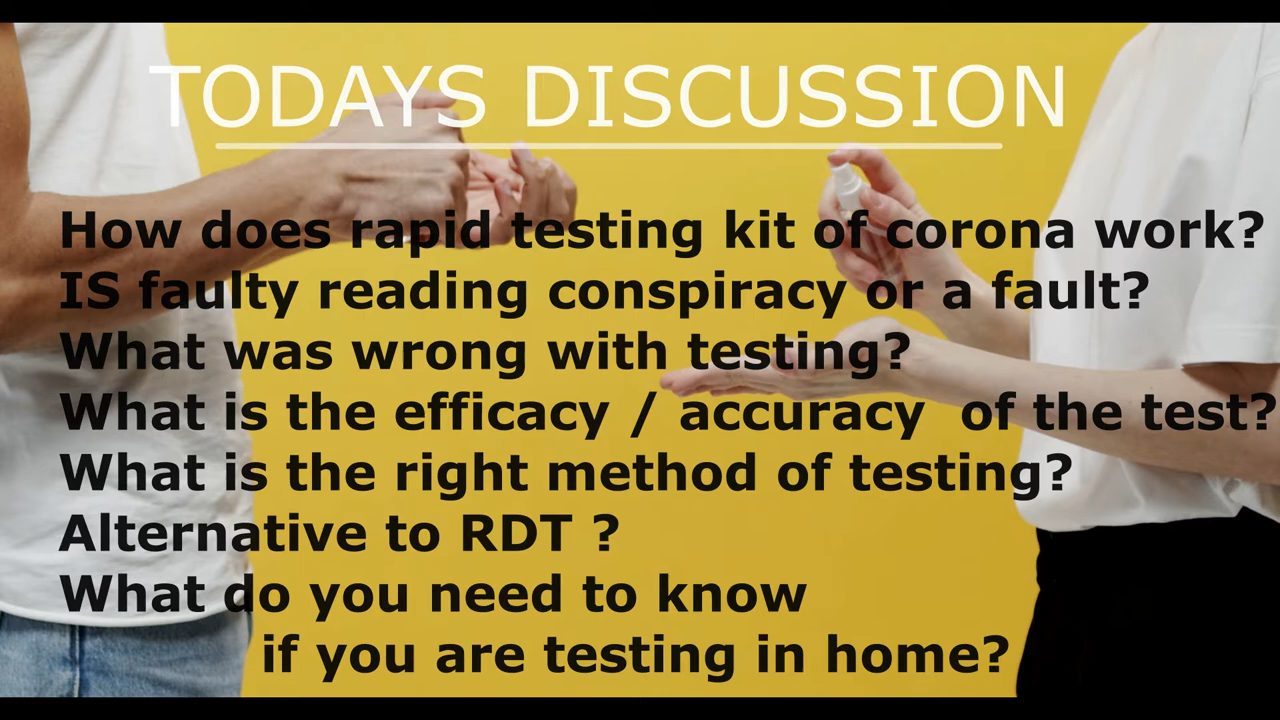 TODAYS DISCUSSION
How does rapid testing kit of corona work?
IS faulty reading conspiracy or a fault?
What was wrong with testing?
What is the efficacy / accuracy of the test?
What is the right method of testing?
Alternative to RDT ?
What do you need to know
if you are testing in home?